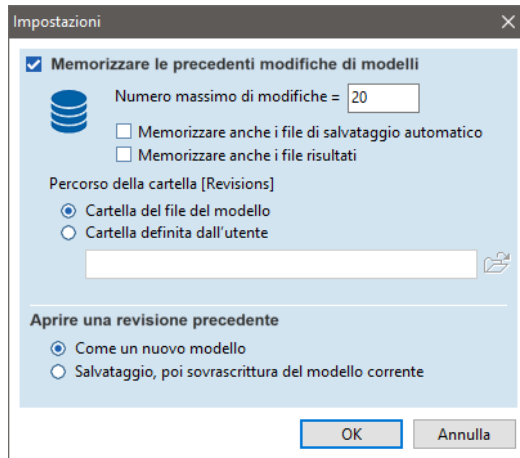 Impostazioni
Memorizzare le precedenti modifiche di modelli
Numero massimo di modifiche = 20
Memorizzare anche i file di salvataggio automatico
Memorizzare anche i file risultati
Percorso della cartella [Revisions]
Cartella del file del modello
Cartella definita dall'utente
Aprire una revisione precedente
Come un nuovo modello
Salvataggio, poi sovrascrittura del modello corrente
OK Annulla